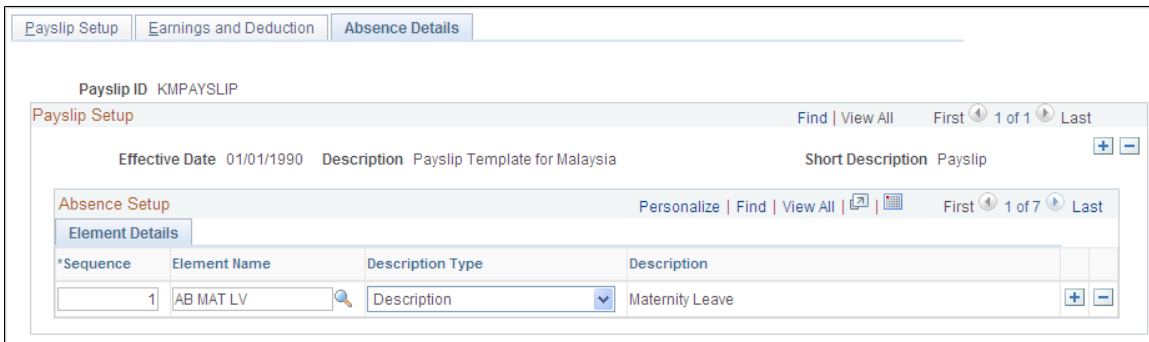 Payslip Setup Earnings and Deduction Absence Details
Payslip ID KMPAYSLIP
Payslip Setup Find | View All First 1 of 1 Last
Effective Date 01/01/1990 Description Payslip Template for Malaysia Short Description Payslip
Absence Setup Personalize | Find | View All | | First 1 of 7 Last
Element Details
*Sequence Element Name Description Type Description
1 AB MAT LV Description Maternity Leave